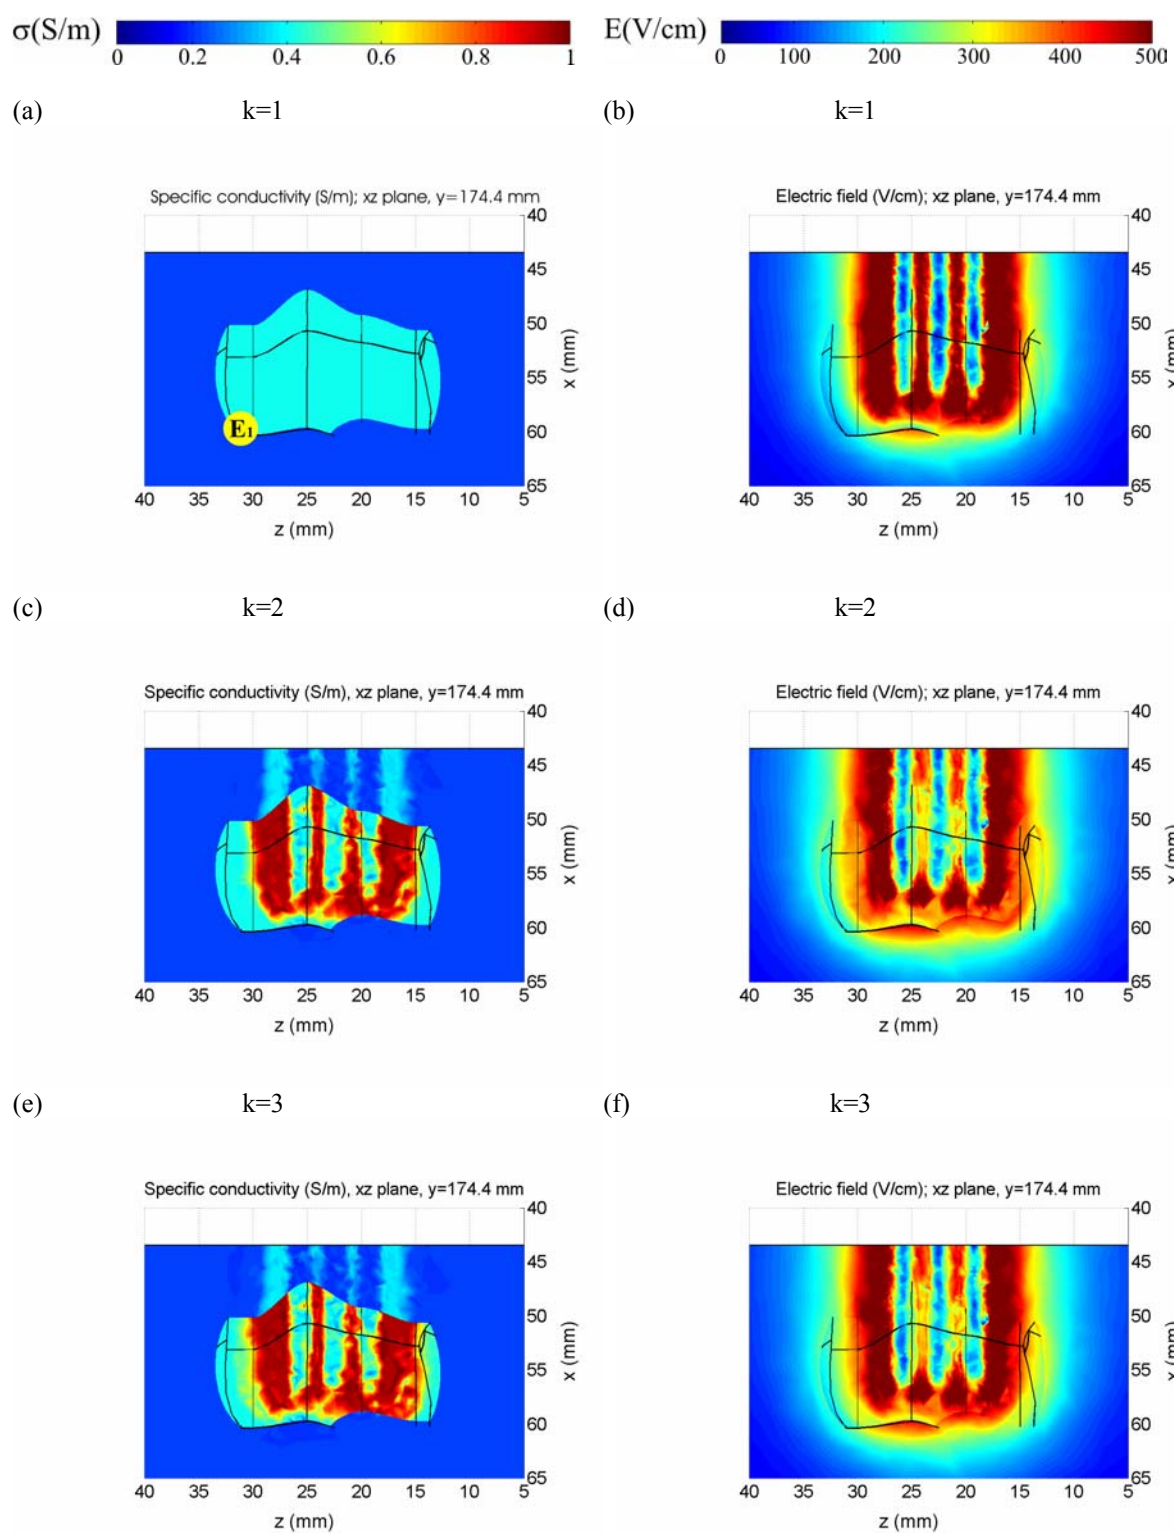 σ(S/m) 0 0.2 0.4 0.6 0.8 1
E(V/cm) 0 100 200 300 400 500
(a) k=1
(b) k=1
Specific conductivity (S/m); xz plane, y=174.4 mm
40
45
50
55
60
65
x (mm)
E1
40 35 30 25 20 15 10 5
z (mm)
Electric field (V/cm); xz plane, y=174.4 mm
40
45
50
55
60
65
x (mm)
40 35 30 25 20 15 10 5
z (mm)
(c) k=2
(d) k=2
Specific conductivity (S/m), xz plane, y=174.4 mm
40
45
50
55
60
65
x (mm)
40 35 30 25 20 15 10 5
z (mm)
Electric field (V/cm); xz plane, y=174.4 mm
40
45
50
55
60
65
x (mm)
40 35 30 25 20 15 10 5
z (mm)
(e) k=3
(f) k=3
Specific conductivity (S/m), xz plane, y=174.4 mm
40
45
50
55
60
65
x (mm)
40 35 30 25 20 15 10 5
z (mm)
Electric field (V/cm); xz plane, y=174.4 mm
40
45
50
55
60
65
x (mm)
40 35 30 25 20 15 10 5
z (mm)